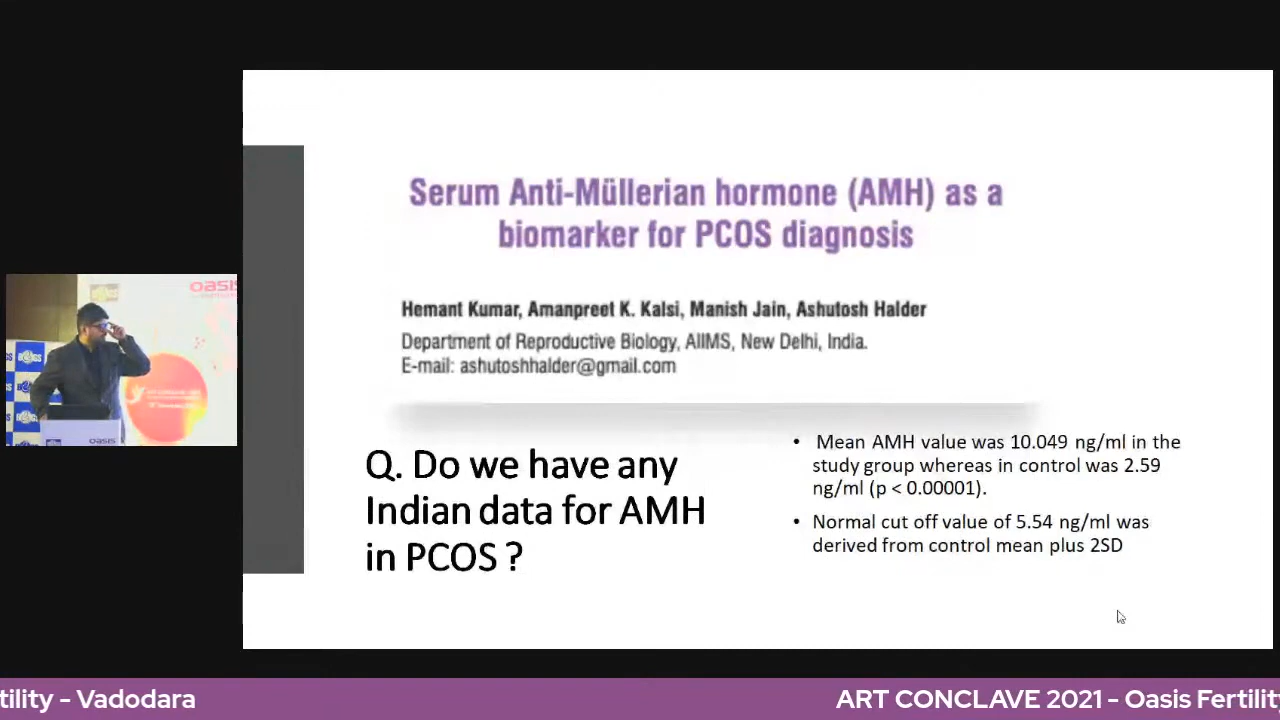 Serum Anti-Müllerian hormone (AMH) as a
biomarker for PCOS diagnosis
Hemant Kumar, Amanpreet K. Kalsi, Manish Jain, Ashutosh Halder
Department of Reproductive Biology, AIIMS, New Delhi, India.
E-mail: ashutoshhalder@gmail.com
Q. Do we have any
Indian data for AMH
in PCOS ?
• Mean AMH value was 10.049 ng/ml in the
study group whereas in control was 2.59
ng/ml (p < 0.00001).
• Normal cut off value of 5.54 ng/ml was
derived from control mean plus 2SD
oasis
oasis
tility - Vadodara
ART CONCLAVE 2021 - Oasis Fertility